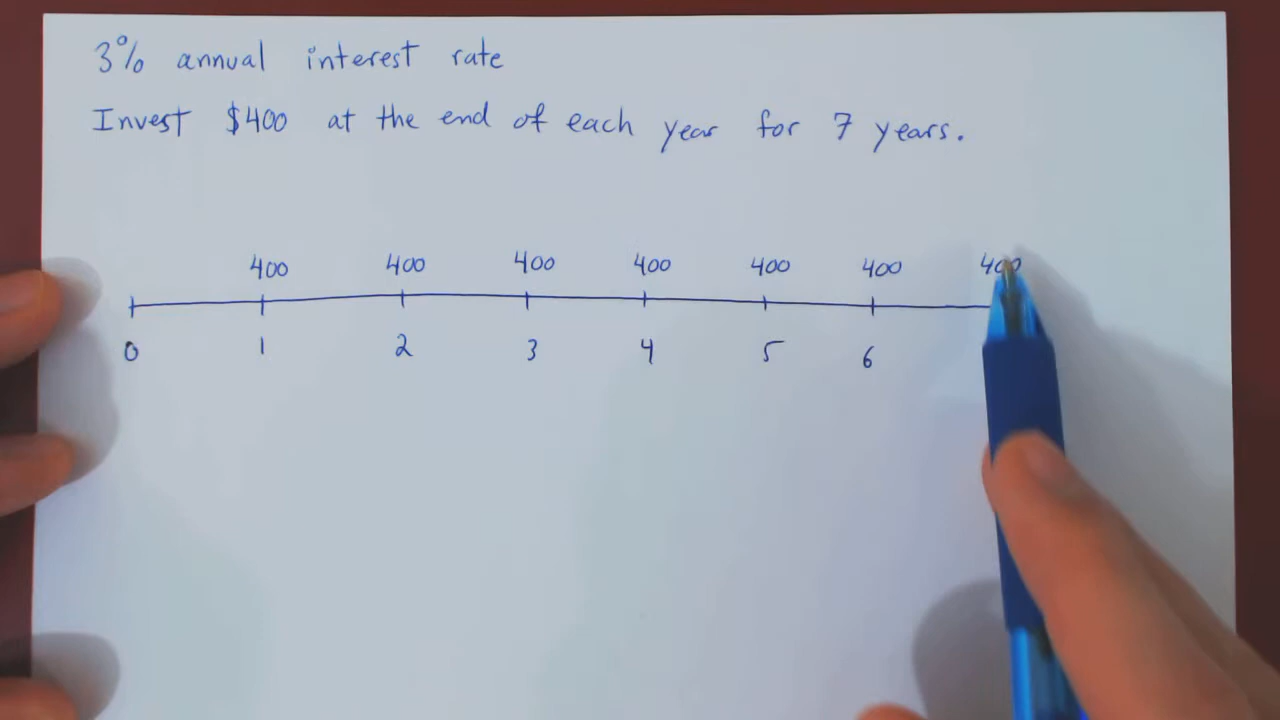 3% annual interest rate
Invest $400 at the end of each year for 7 years.
400 400 400 400 400 400 400
0 1 2 3 4 5 6